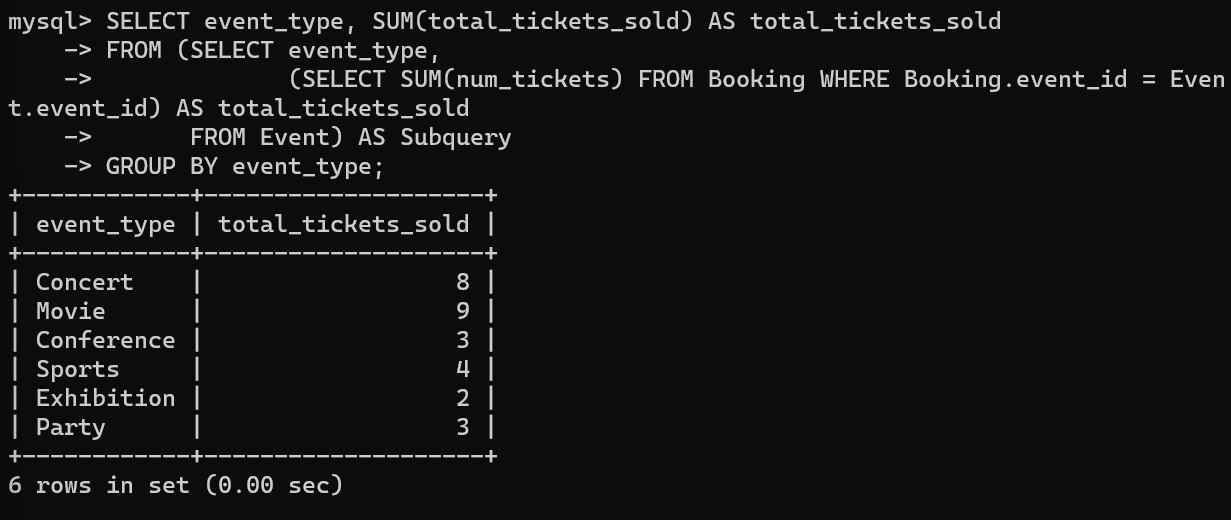 mysql> SELECT event_type, SUM(total_tickets_sold) AS total_tickets_sold
    -> FROM (SELECT event_type,
    ->              (SELECT SUM(num_tickets) FROM Booking WHERE Booking.event_id = Even
t.event_id) AS total_tickets_sold
    ->       FROM Event) AS Subquery
    -> GROUP BY event_type;
+------------+--------------------+
| event_type | total_tickets_sold |
+------------+--------------------+
| Concert    |                  8 |
| Movie      |                  9 |
| Conference |                  3 |
| Sports     |                  4 |
| Exhibition |                  2 |
| Party      |                  3 |
+------------+--------------------+
6 rows in set (0.00 sec)